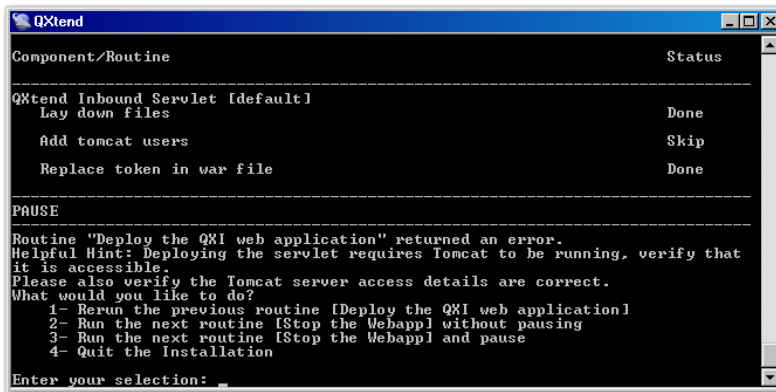 QXtend
Component/Routine Status
QXtend Inbound Servlet [default]
Lay down files Done
Add tomcat users Skip
Replace token in war file Done
PAUSE
Routine "Deploy the QXI web application" returned an error.
Helpful Hint: Deploying the servlet requires Tomcat to be running, verify that
it is accessible.
Please also verify the Tomcat server access details are correct.
What would you like to do?
1- Rerun the previous routine [Deploy the QXI web application]
2- Run the next routine [Stop the Webapp] without pausing
3- Run the next routine [Stop the Webapp] and pause
4- Quit the Installation
Enter your selection: _